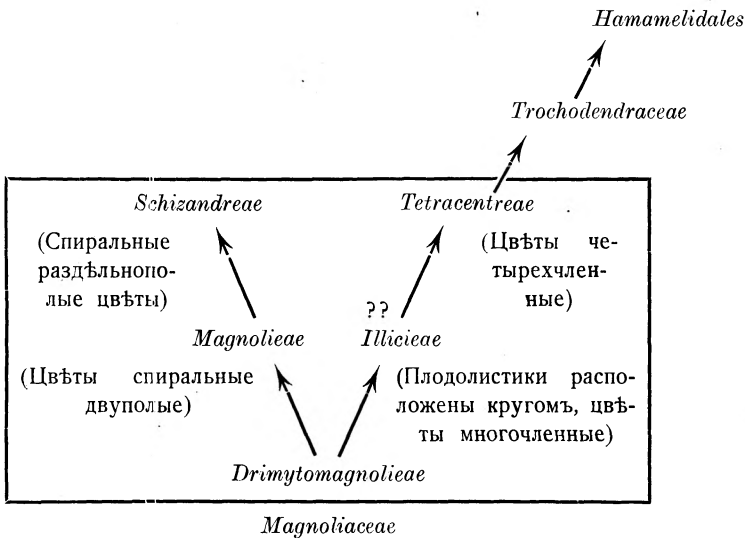 Hamamelidales
Trochodendraceae
Schizandreae
Tetracentreae
(Спиральные
раздѣльнопо-
лые цвѣты)
(Цвѣты че-
тырехчлен-
ные)
??
Magnolieae
Illicieae
(Цвѣты спиральные
двуполые)
(Плодолистики распо-
ложены кругомъ, цвѣ-
ты многочленные)
Drimytomagnolieae
Magnoliaceae